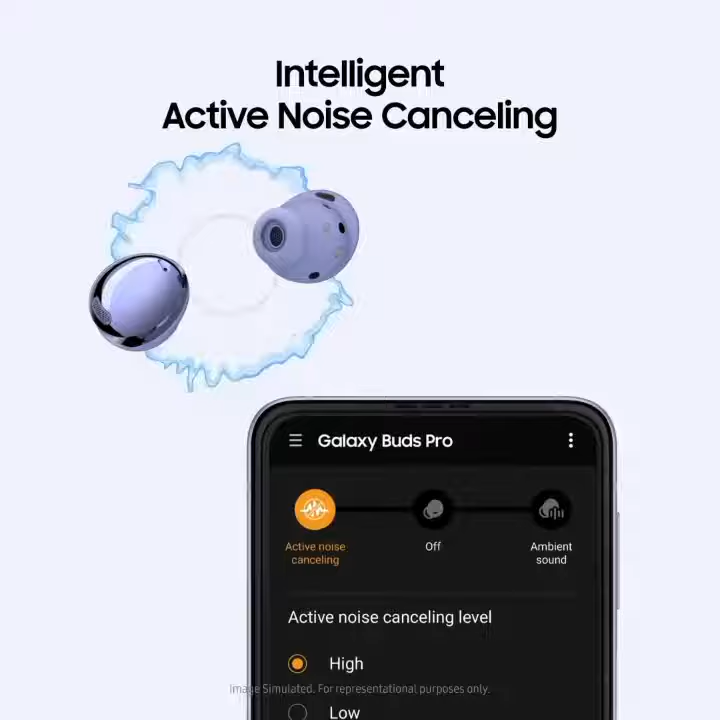 Intelligent
Active Noise Canceling
Galaxy Buds Pro
Active noise
canceling
Off
Ambient
sound
Active noise canceling level
High
Image Simulated. For representational purposes only.
Low